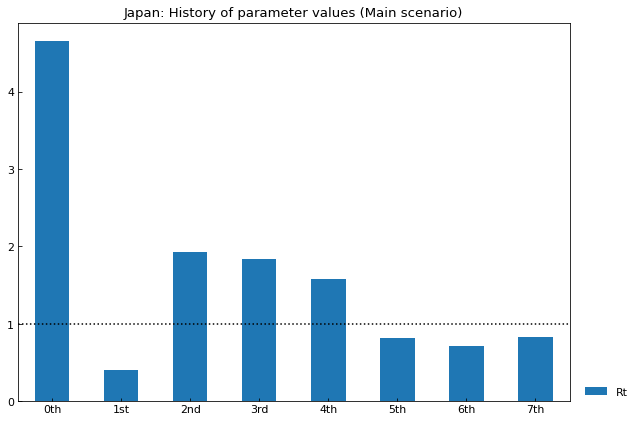 Japan: History of parameter values (Main scenario)
4
3
2
1
0
0th 1st 2nd 3rd 4th 5th 6th 7th
Rt